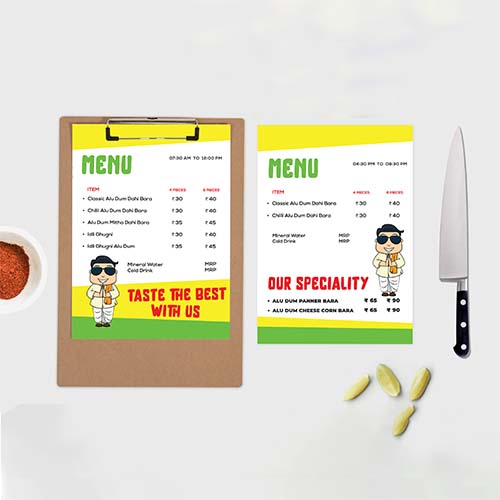 MENU
07:30 AM TO 12:00 PM
ITEM 4 PIECES 6 PIECES
• Classic Alu Dum Dahi Bara ₹ 30 ₹ 40
• Chilli Alu Dum Dahi Bara ₹ 30 ₹ 40
• Alu Dum Mitha Dahi Bara ₹ 35 ₹ 45
• Idli Ghugni ₹ 30 ₹ 40
• Idli Ghugni Alu Dum ₹ 35 ₹ 45
Mineral Water MRP
Cold Drink MRP
TASTE THE BEST
WITH US
MENU
04:30 PM TO 08:30 PM
ITEM 4 PIECES 6 PIECES
• Classic Alu Dum Dahi Bara ₹ 30 ₹ 40
• Chilli Alu Dum Dahi Bara ₹ 30 ₹ 40
Mineral Water MRP
Cold Drink MRP
OUR SPECIALITY
• ALU DUM PANNER BARA ₹ 65 ₹ 90
• ALU DUM CHEESE CORN BARA ₹ 65 ₹ 90